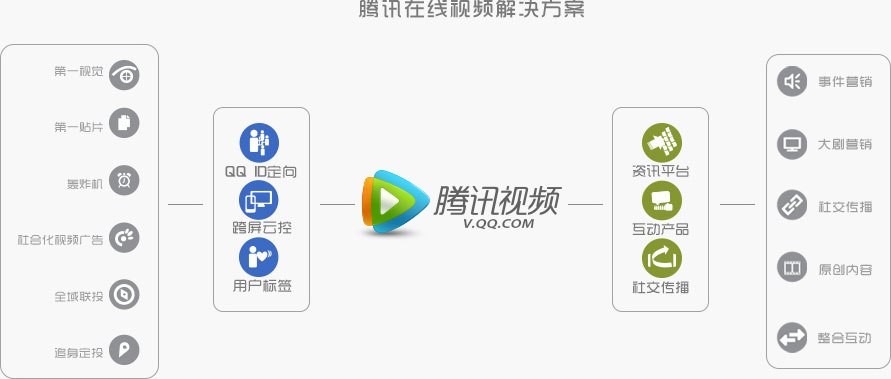 腾讯在线视频解决方案
第一视觉
第一贴片
轰炸机
社会化视频广告
全域联投
追身定投
QQ ID定向
跨屏云控
用户标签
腾讯视频
V.QQ.COM
资讯平台
互动产品
社交传播
事件营销
大剧营销
社交传播
原创内容
整合互动